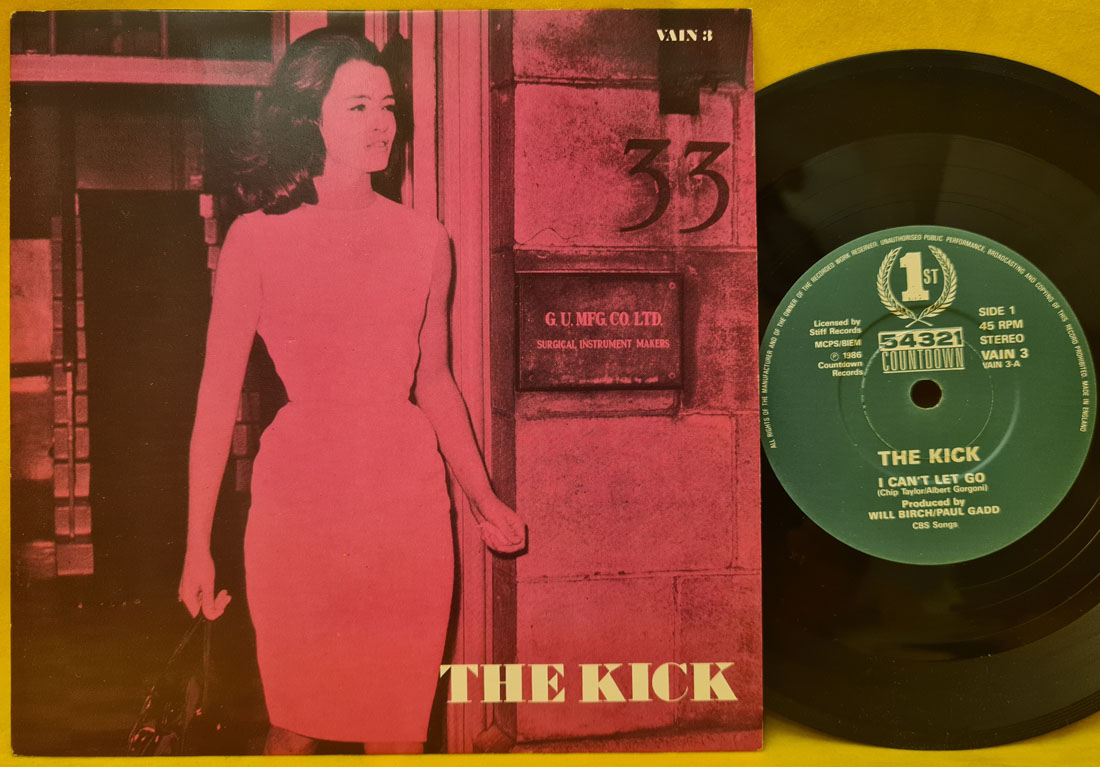 VAIN 3
33
G. U. MFG. CO. LTD.
SURGICAL INSTRUMENT MAKERS
THE KICK
ALL RIGHTS OF THE MANUFACTURER AND OF THE OWNER OF THE RECORDED WORK RESERVED. UNAUTHORISED PUBLIC PERFORMANCE, BROADCASTING AND COPYING OF THIS RECORD PROHIBITED. MADE IN ENGLAND
1ST
54321
COUNTDOWN
Licensed by
Stiff Records
MCPS/BIEM
℗ 1986
Countdown
Records
SIDE 1
45 RPM
STEREO
VAIN 3
VAIN 3-A
THE KICK
I CAN'T LET GO
(Chip Taylor/Albert Gorgoni)
Produced by
WILL BIRCH/PAUL GADD
CBS Songs